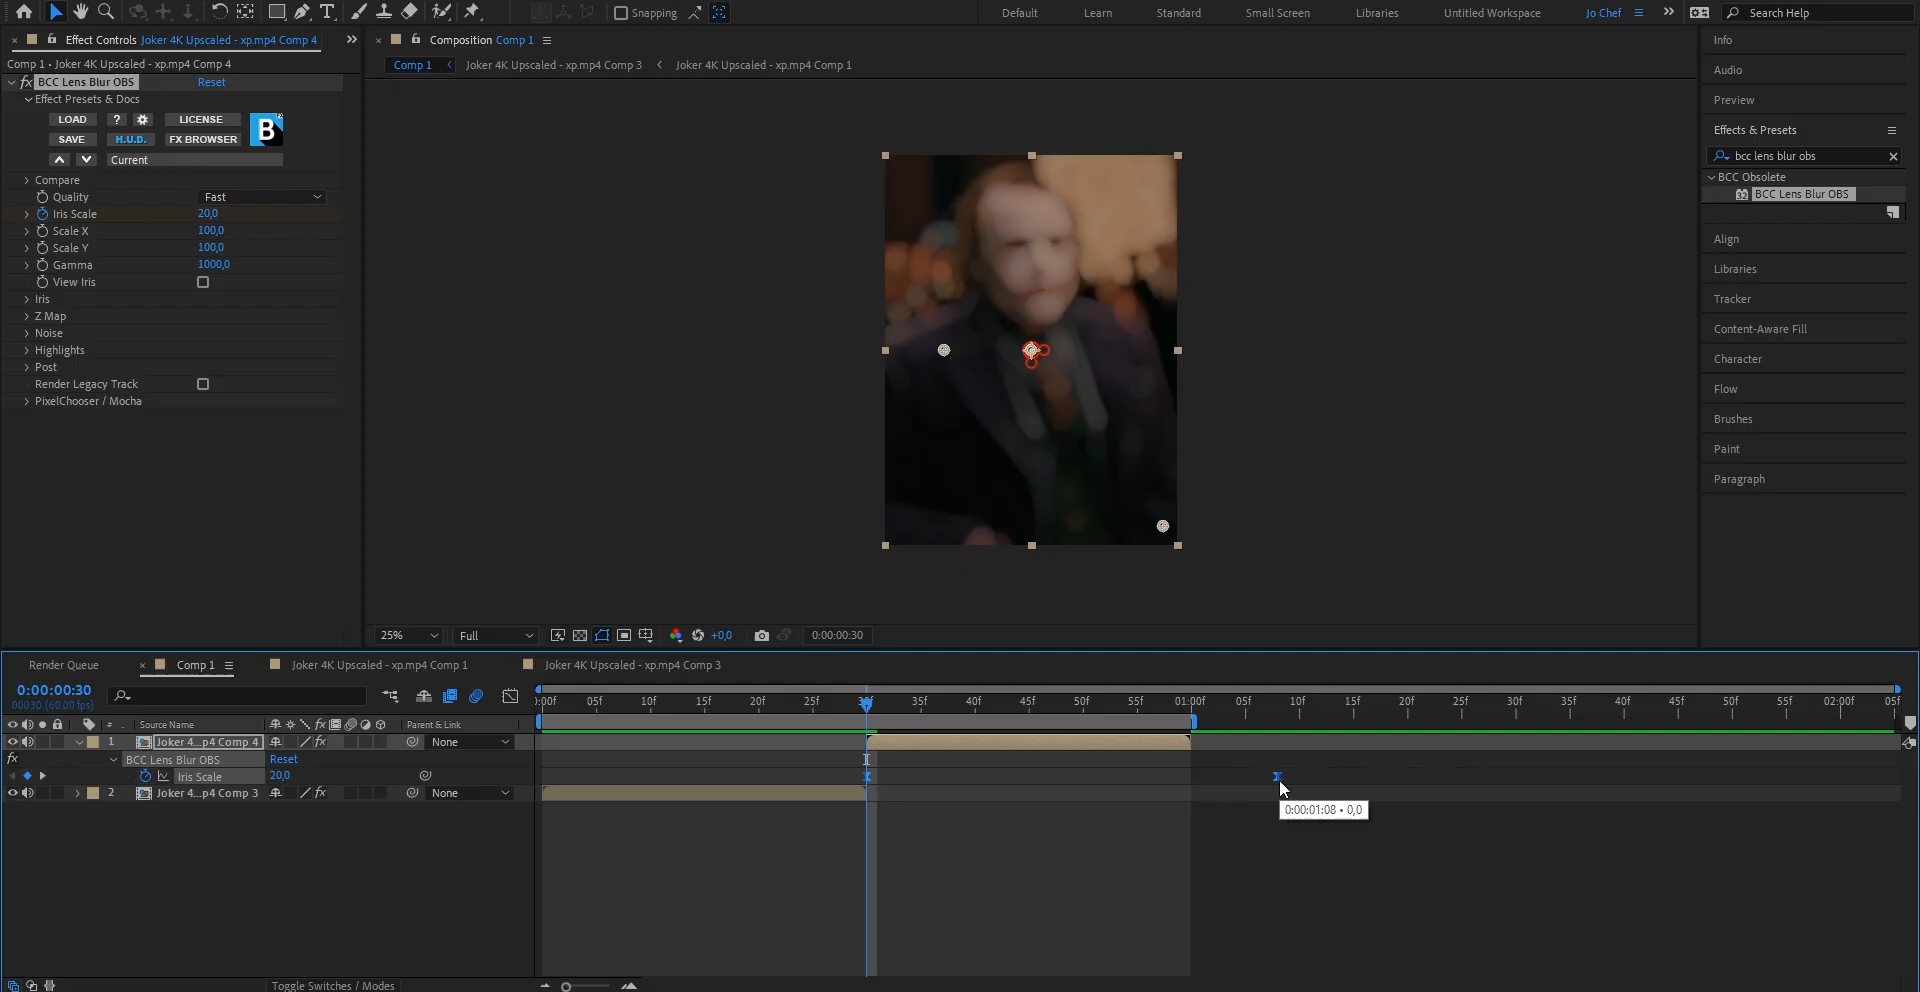 Snapping
Default
Learn
Standard
Small Screen
Libraries
Untitled Workspace
Jo Chef
Search Help
Effect Controls Joker 4K Upscaled - xp.mp4 Comp 4
Comp 1 • Joker 4K Upscaled - xp.mp4 Comp 4
fx BCC Lens Blur OBS Reset
Effect Presets & Docs
LOAD ? LICENSE
SAVE H.U.D. FX BROWSER
B
Current
Compare
Quality Fast
Iris Scale 20,0
Scale X 100,0
Scale Y 100,0
Gamma 1000,0
View Iris
Iris
Z Map
Noise
Highlights
Post
Render Legacy Track
PixelChooser / Mocha
Composition Comp 1
Comp 1 Joker 4K Upscaled - xp.mp4 Comp 3 Joker 4K Upscaled - xp.mp4 Comp 1
25% Full +0,0 0:00:00:30
Info
Audio
Preview
Effects & Presets
bcc lens blur obs
BCC Obsolete
32 BCC Lens Blur OBS
Align
Libraries
Tracker
Content-Aware Fill
Character
Flow
Brushes
Paint
Paragraph
Render Queue Comp 1 Joker 4K Upscaled - xp.mp4 Comp 1 Joker 4K Upscaled - xp.mp4 Comp 3
0:00:00:30
00030 (60.00 fps)
:00f 05f 10f 15f 20f 25f 35f 40f 45f 50f 55f 01:00f 05f 10f 15f 20f 25f 30f 35f 40f 45f 50f 55f 02:00f 05f
# Source Name fx Parent & Link
1 Joker 4...p4 Comp 4 fx None
fx BCC Lens Blur OBS Reset
Iris Scale 20,0
2 Joker 4...p4 Comp 3 fx None
0:00:01:08 • 0,0
Toggle Switches / Modes